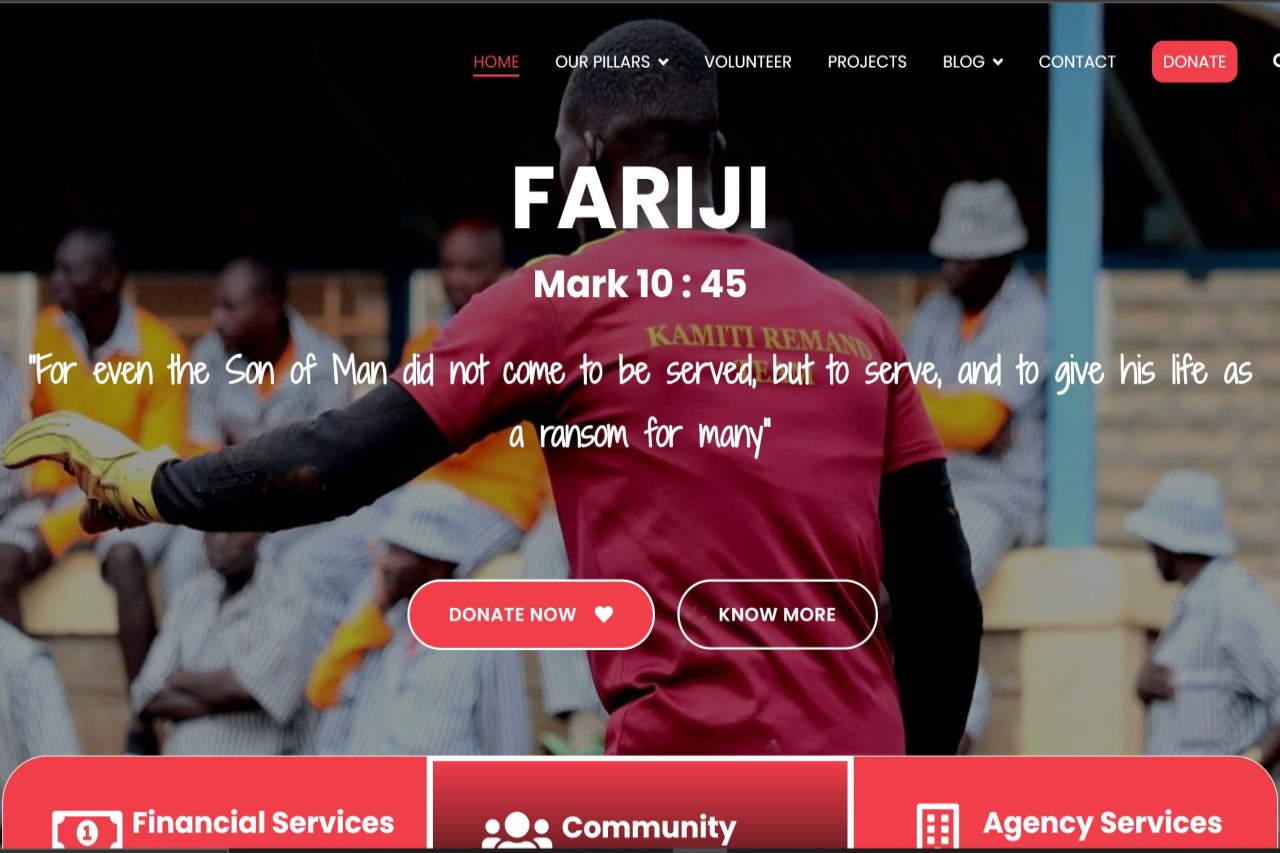 HOME OUR PILLARS VOLUNTEER PROJECTS BLOG CONTACT DONATE
FARIJI
Mark 10 : 45
KAMITI REMAND
TEAM
"For even the Son of Man did not come to be served, but to serve, and to give his life as
a ransom for many"
DONATE NOW KNOW MORE
1 Financial Services
Community
Agency Services